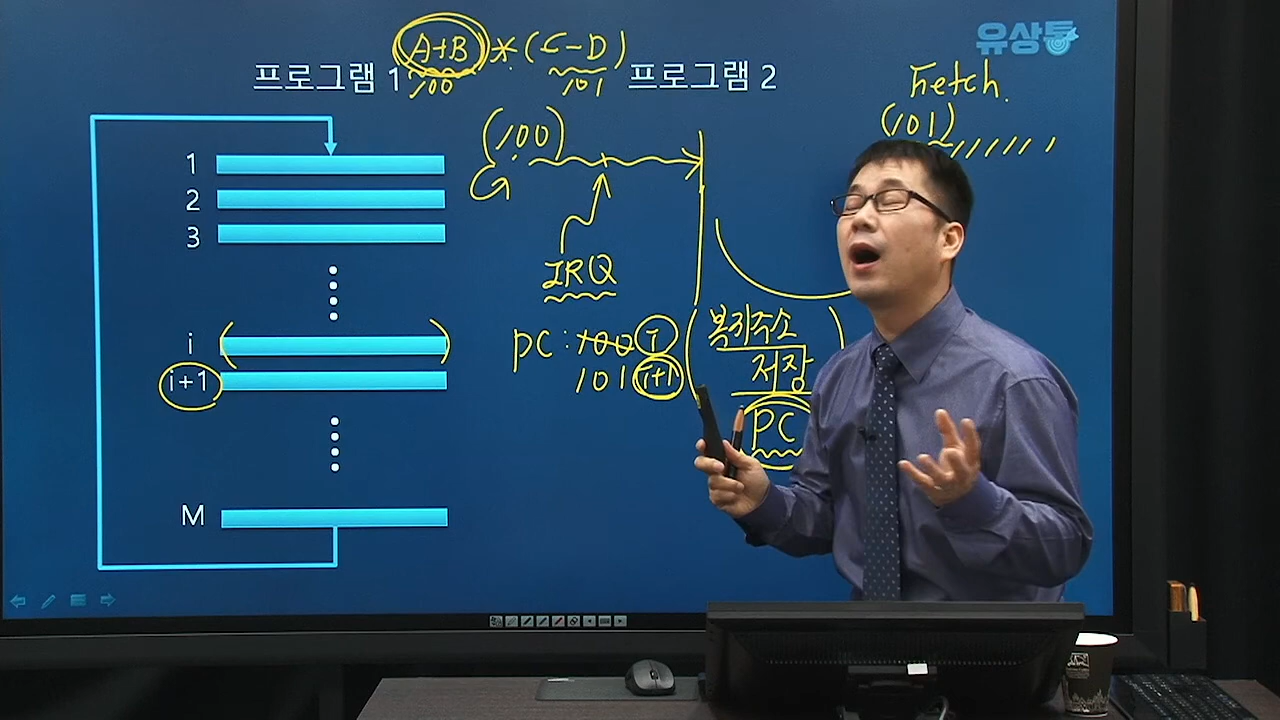 유상통
A+B * (C-D)
프로그램 1 100 101 프로그램 2
Fetch.
(101)
(100)
1
2
3
IRQ
i
pc : 100 i
i+1
101 i+1
복귀주소
저장
PC
M